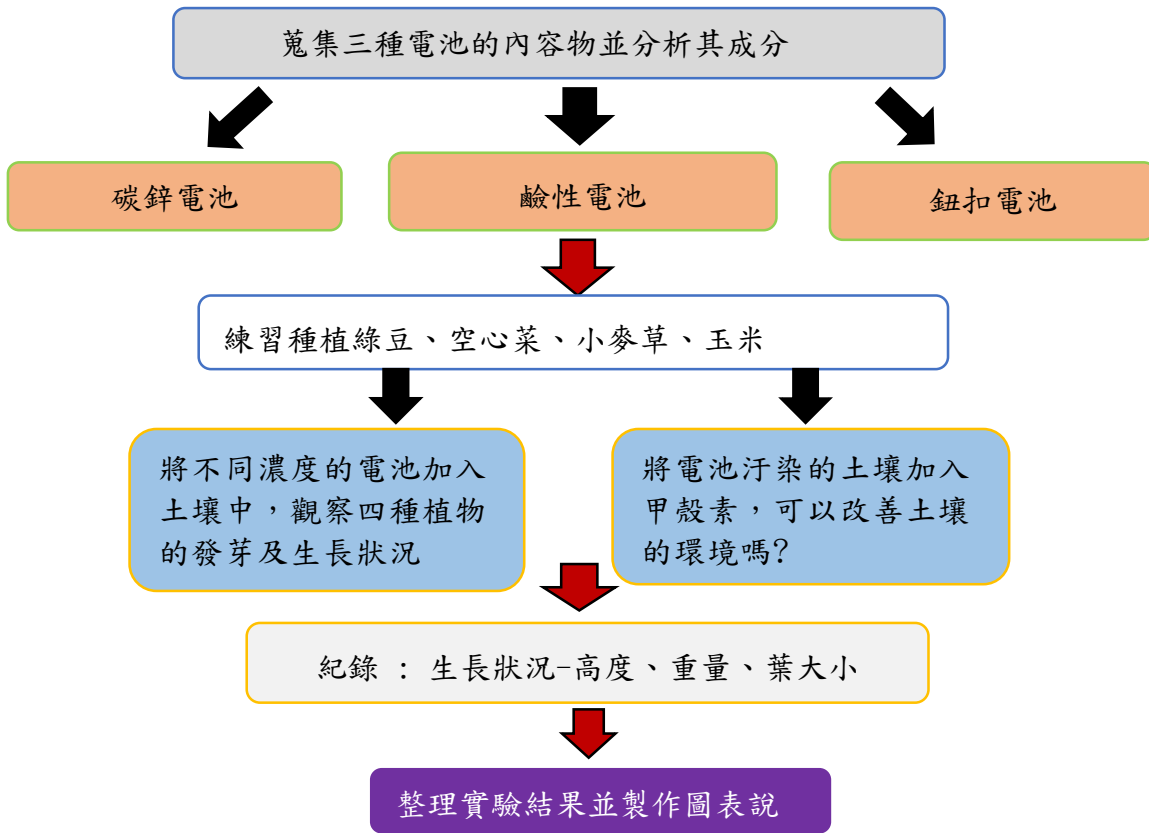 蒐集三種電池的內容物並分析其成分
碳鋅電池
鹼性電池
鈕扣電池
練習種植綠豆、空心菜、小麥草、玉米
將不同濃度的電池加入
土壤中，觀察四種植物
的發芽及生長狀況
將電池汙染的土壤加入
甲殼素，可以改善土壤
的環境嗎?
紀錄 : 生長狀況-高度、重量、葉大小
整理實驗結果並製作圖表說